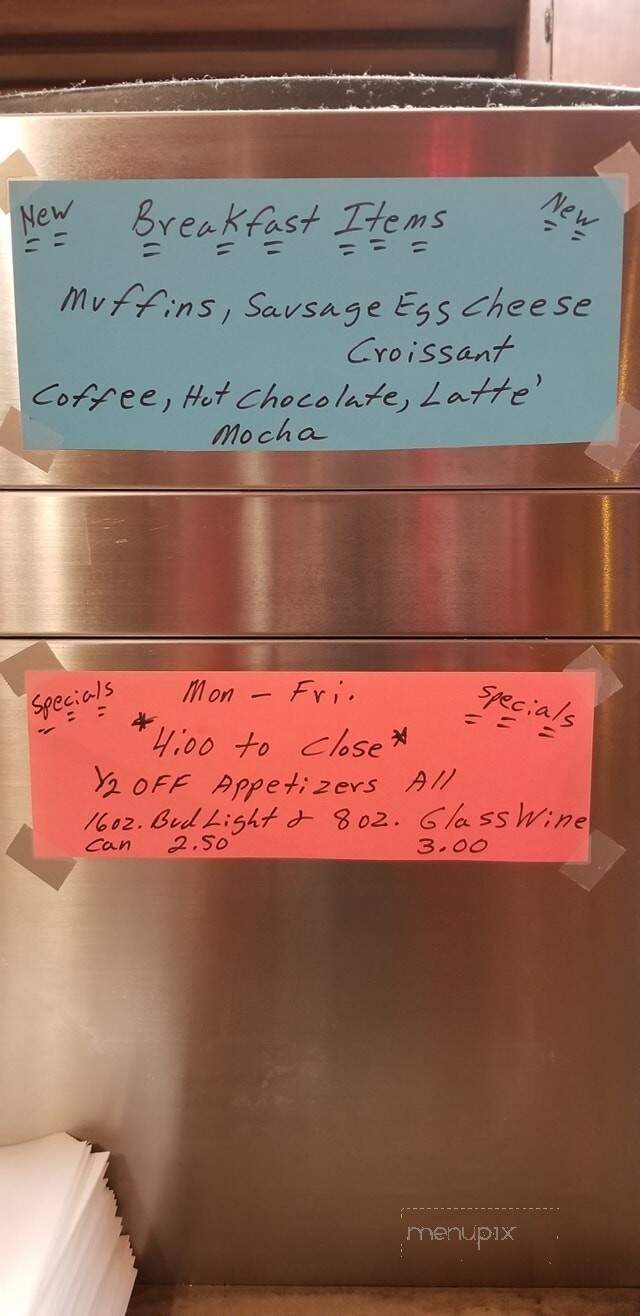 New Breakfast Items New
Muffins, Sausage Egg Cheese
Croissant
Coffee, Hot Chocolate, Latte'
Mocha
Specials Mon - Fri. Specials
*4:00 to Close*
1/2 OFF Appetizers All
16oz. Bud Light & 8 oz. Glass Wine
Can 2.50 3.00
menupix